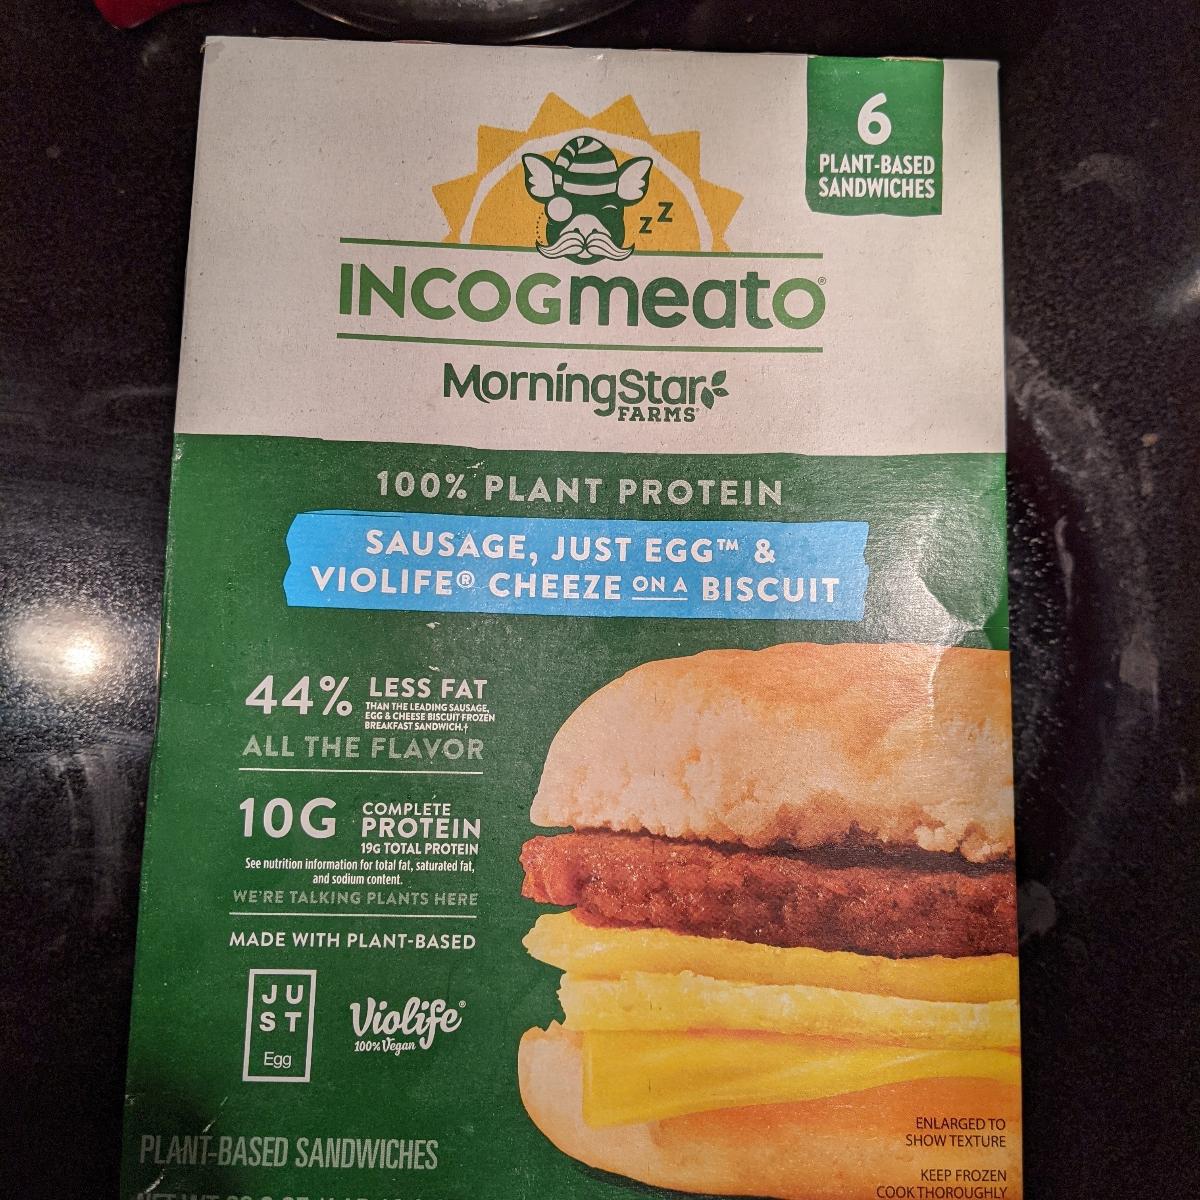 6
PLANT-BASED
SANDWICHES
z Z
INCOGmeato®
MorningStar
FARMS®
100% PLANT PROTEIN
SAUSAGE, JUST EGG™ &
VIOLIFE® CHEEZE ON A BISCUIT
44% LESS FAT
THAN THE LEADING SAUSAGE,
EGG & CHEESE BISCUIT FROZEN
BREAKFAST SANDWICH.†
ALL THE FLAVOR
10G COMPLETE
PROTEIN
19G TOTAL PROTEIN
See nutrition information for total fat, saturated fat,
and sodium content.
WE'RE TALKING PLANTS HERE
MADE WITH PLANT-BASED
JU
ST
Egg
Violife®
100% Vegan
ENLARGED TO
SHOW TEXTURE
PLANT-BASED SANDWICHES
KEEP FROZEN
COOK THOROUGHLY
NET WT